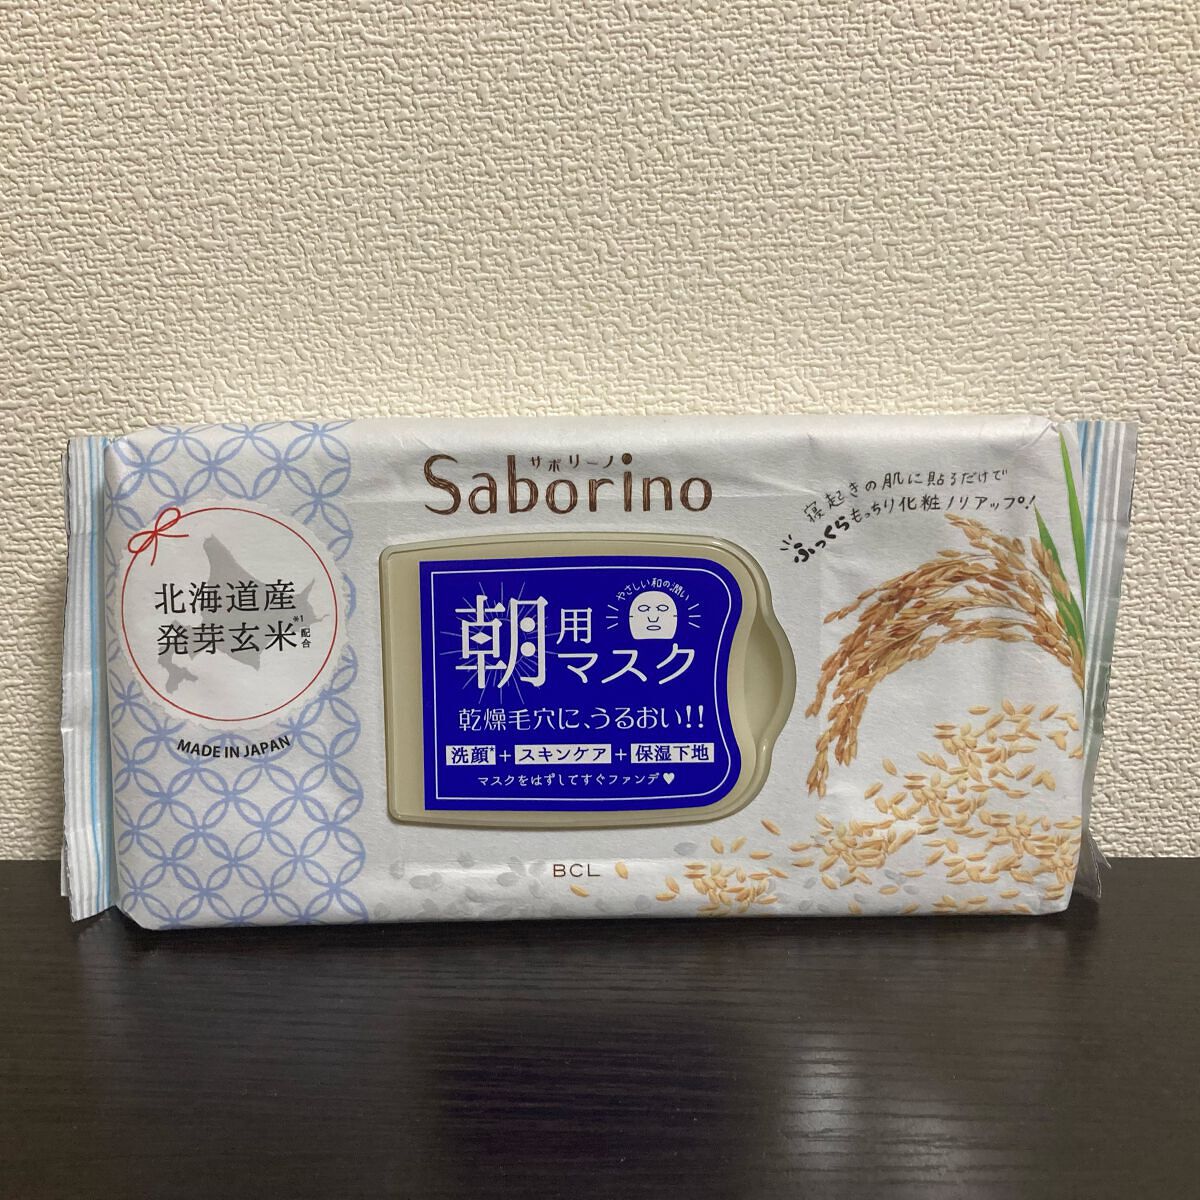 サボリーノ
Saborino
寝起きの肌に貼るだけで
ふっくらもっちり化粧ノリアップ!
北海道産
発芽玄米*1配合
MADE IN JAPAN
やさしい和の潤い
朝用マスク
乾燥毛穴に、うるおい!!
洗顔*+スキンケア+保湿下地
マスクをはずしてすぐファンデ♥
BCL